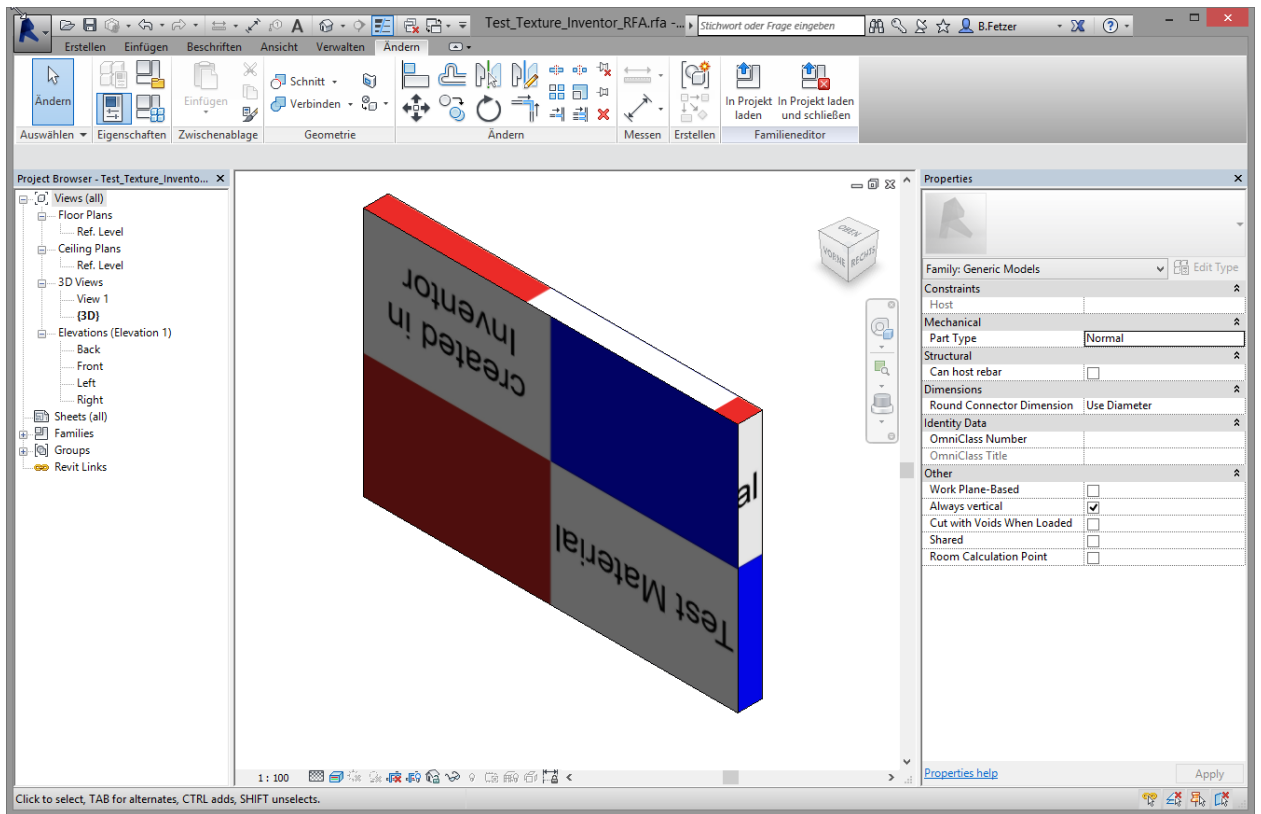 Test_Texture_Inventor_RFA.rfa -...
Stichwort oder Frage eingeben
B.Fetzer
Erstellen Einfügen Beschriften Ansicht Verwalten Ändern
Ändern
Einfügen
Schnitt
Verbinden
In Projekt laden
In Projekt laden und schließen
Auswählen Eigenschaften Zwischenablage Geometrie Ändern Messen Erstellen Familieneditor
Project Browser - Test_Texture_Invento...
Views (all)
Floor Plans
Ref. Level
Ceiling Plans
Ref. Level
3D Views
View 1
{3D}
Elevations (Elevation 1)
Back
Front
Left
Right
Sheets (all)
Families
Groups
Revit Links
OBEN
VORNE RECHTS
created in
Inventor
Test Material
al
1 : 100
Properties
Family: Generic Models
Edit Type
Constraints
Host
Mechanical
Part Type Normal
Structural
Can host rebar
Dimensions
Round Connector Dimension Use Diameter
Identity Data
OmniClass Number
OmniClass Title
Other
Work Plane-Based
Always vertical
Cut with Voids When Loaded
Shared
Room Calculation Point
Properties help
Apply
Click to select, TAB for alternates, CTRL adds, SHIFT unselects.